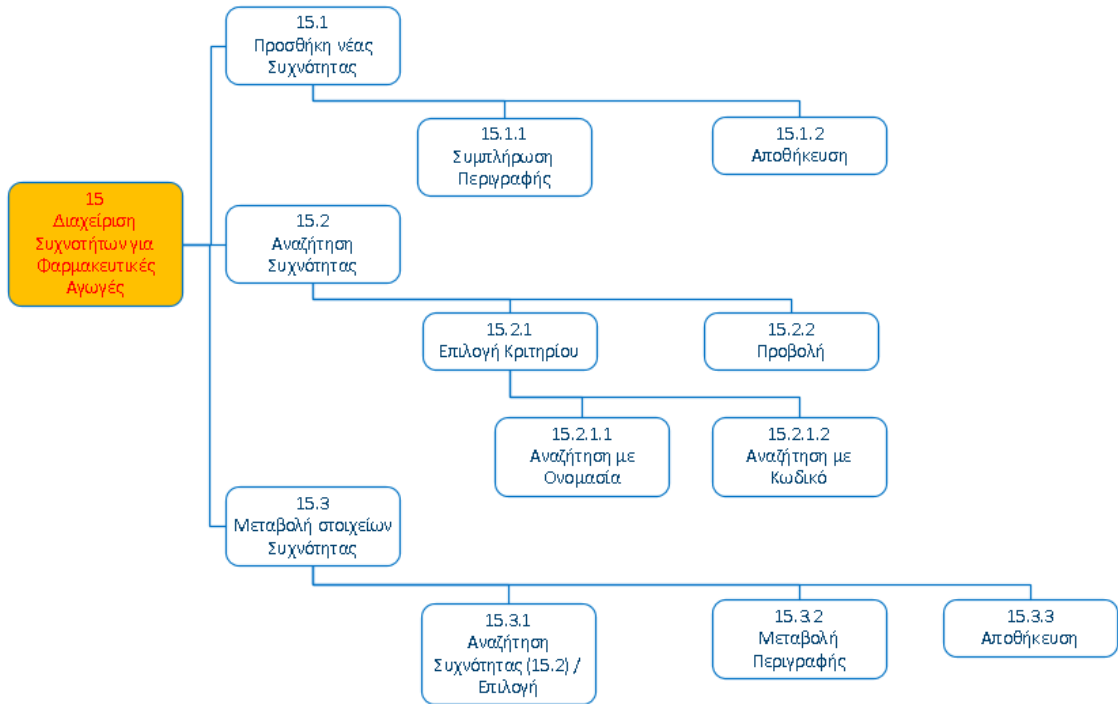 15.1
Προσθήκη νέας
Συχνότητας
15.1.1
Συμπλήρωση
Περιγραφής
15.1.2
Αποθήκευση
15
Διαχείριση
Συχνοτήτων για
Φαρμακευτικές
Αγωγές
15.2
Αναζήτηση
Συχνότητας
15.2.1
Επιλογή Κριτηρίου
15.2.2
Προβολή
15.2.1.1
Αναζήτηση με
Ονομασία
15.2.1.2
Αναζήτηση με
Κωδικό
15.3
Μεταβολή στοιχείων
Συχνότητας
15.3.1
Αναζήτηση
Συχνότητας (15.2) /
Επιλογή
15.3.2
Μεταβολή
Περιγραφής
15.3.3
Αποθήκευση